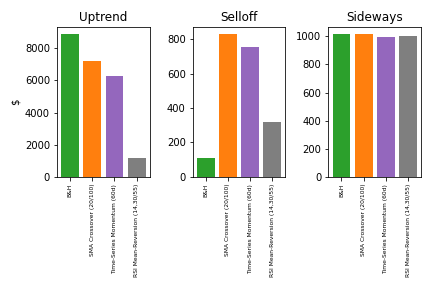 Uptrend
Selloff
Sideways
$
8000
6000
4000
2000
0
800
600
400
200
0
1000
800
600
400
200
0
B&H
SMA Crossover (20/100)
Time-Series Momentum (60d)
RSI Mean-Reversion (14,30/55)
B&H
SMA Crossover (20/100)
Time-Series Momentum (60d)
RSI Mean-Reversion (14,30/55)
B&H
SMA Crossover (20/100)
Time-Series Momentum (60d)
RSI Mean-Reversion (14,30/55)